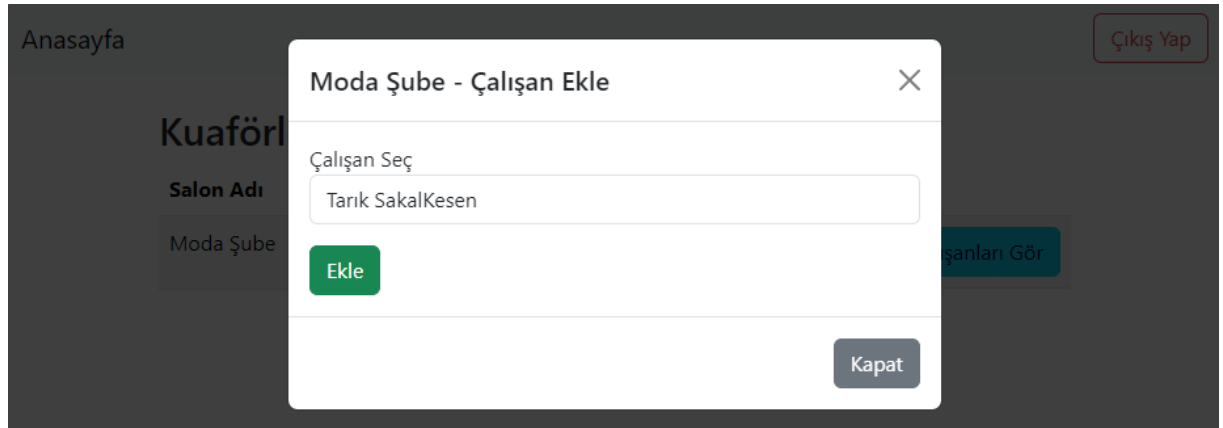 Anasayfa
Çıkış Yap
Moda Şube - Çalışan Ekle
Kuaförl
Çalışan Seç
Salon Adı
Tarık SakalKesen
Moda Şube
şanları Gör
Ekle
Kapat